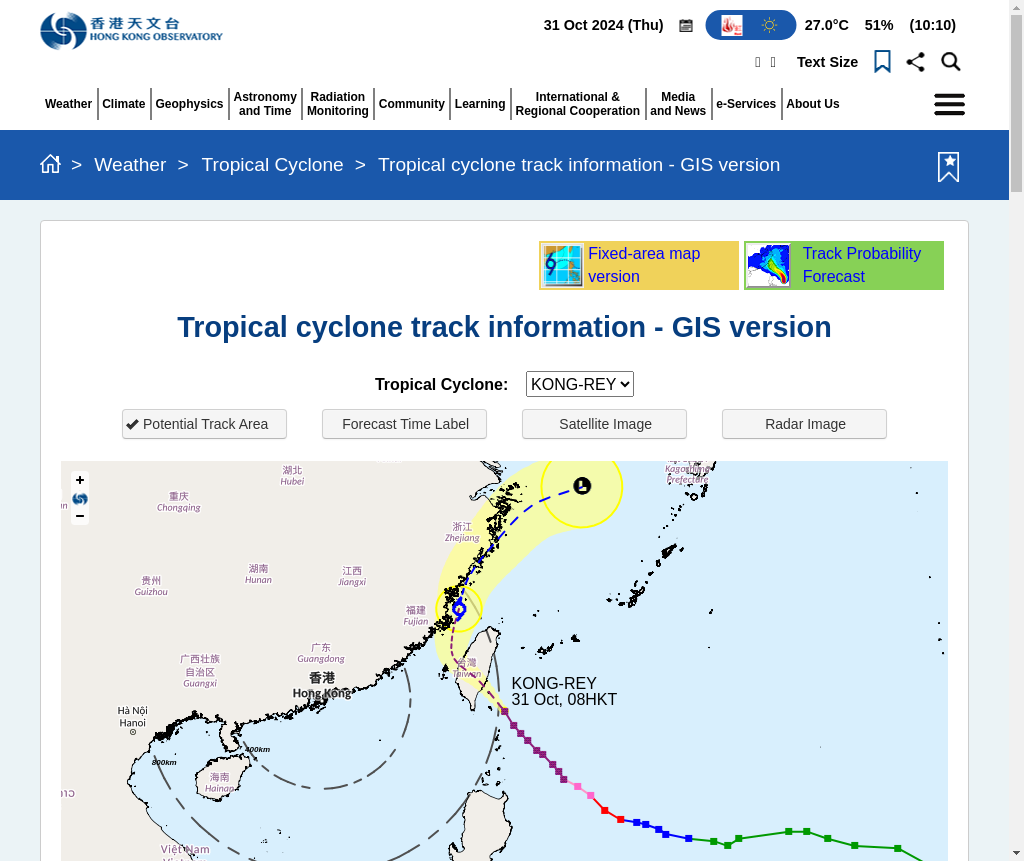 香港天文台
HONG KONG OBSERVATORY
31 Oct 2024 (Thu)
27.0°C 51% (10:10)
Text Size
Weather
Climate
Geophysics
Astronomy
and Time
Radiation
Monitoring
Community
Learning
International &
Regional Cooperation
Media
and News
e-Services
About Us
> Weather > Tropical Cyclone > Tropical cyclone track information - GIS version
Fixed-area map
version
Track Probability
Forecast
Tropical cyclone track information - GIS version
Tropical Cyclone: KONG-REY
Potential Track Area
Forecast Time Label
Satellite Image
Radar Image
+
−
湖北
Hubei
Kagoshima
Prefecture
重庆
Chongqing
L
浙江
Zhejiang
湖南
Hunan
江西
Jiangxi
贵州
Guizhou
福建
Fujian
广东
Guangdong
广西壮族
自治区
Guangxi
台灣
Taiwan
香港
Hong Kong
KONG-REY
31 Oct, 08HKT
Hà Nội
Hanoi
400km
800km
海南
Hainan
Việt Nam